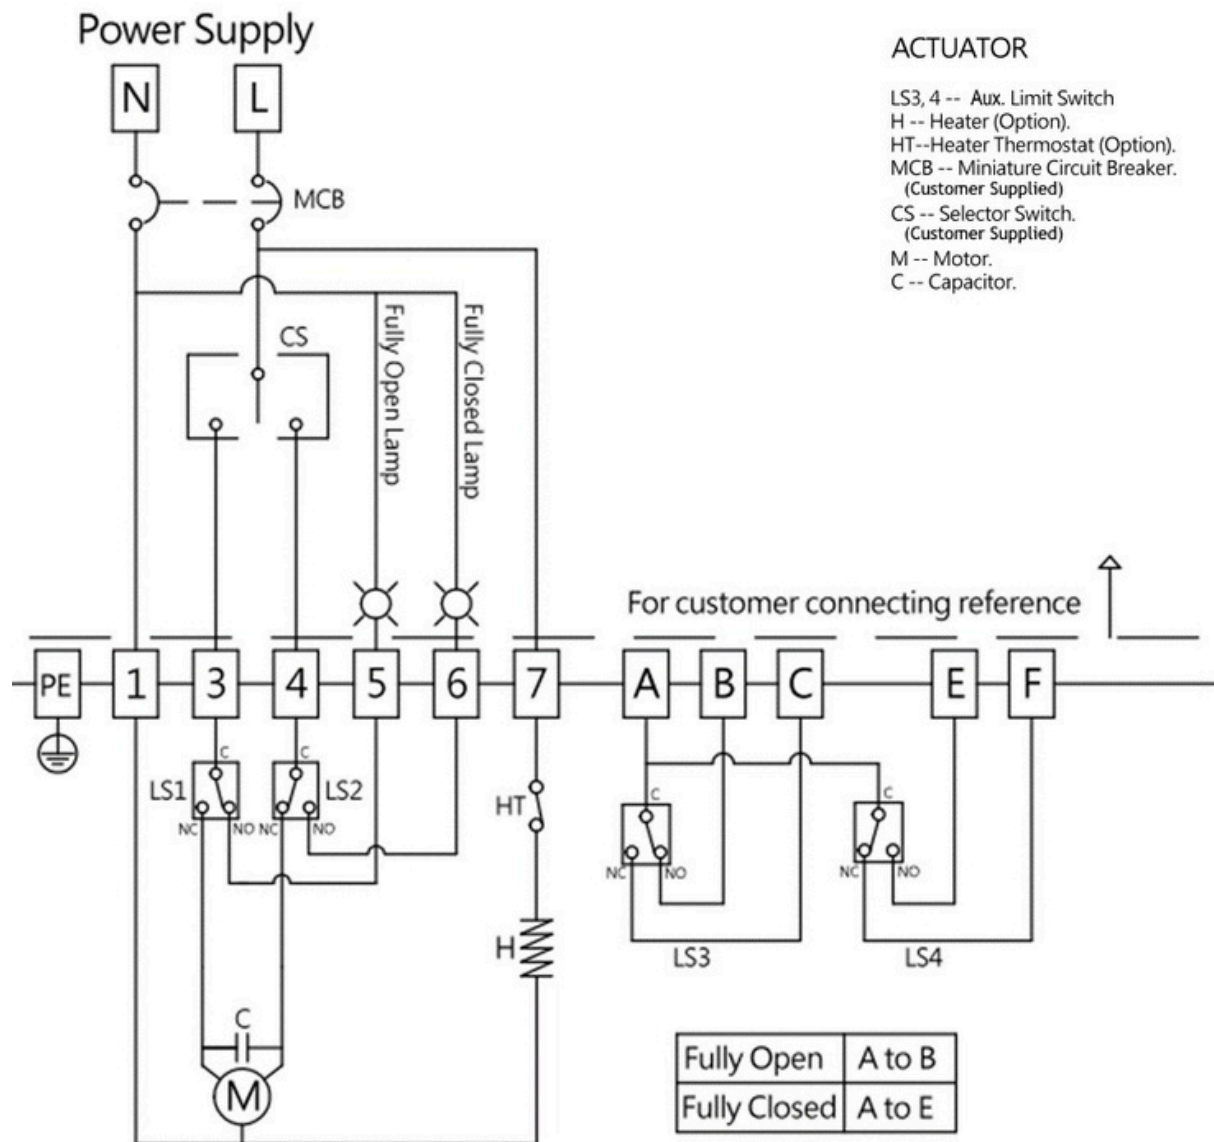 Power Supply
ACTUATOR
N L
LS3, 4 -- Aux. Limit Switch
H -- Heater (Option).
HT--Heater Thermostat (Option).
MCB -- Miniature Circuit Breaker.
(Customer Supplied)
CS -- Selector Switch.
(Customer Supplied)
M -- Motor.
C -- Capacitor.
MCB
CS
Fully Open Lamp
Fully Closed Lamp
For customer connecting reference
PE 1 3 4 5 6 7 A B C E F
C C
LS1 LS2
HT
NC NO NC NO
C C
NC NO NC NO
H
LS3 LS4
C
M
Fully Open A to B
Fully Closed A to E